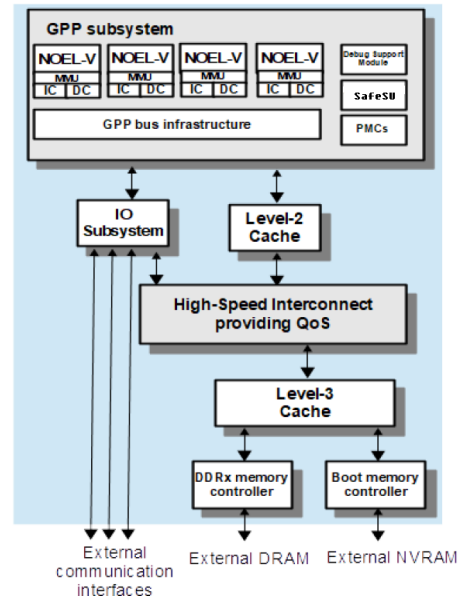 GPP subsystem
NOEL-V NOEL-V NOEL-V NOEL-V
MMU MMU MMU MMU
IC DC IC DC IC DC IC DC
Debug Support
Module
SafeSU
PMCs
GPP bus infrastructure
IO
Subsystem
Level-2
Cache
High-Speed Interconnect
providing QoS
Level-3
Cache
DDRx memory
controller
Boot memory
controller
External
communication
interfaces
External DRAM
External NVRAM